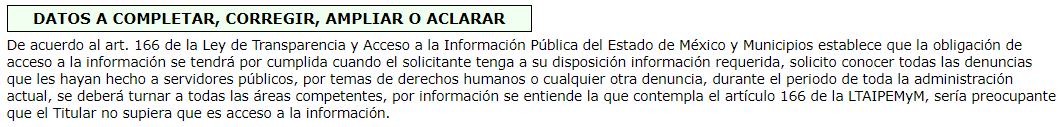 DATOS A COMPLETAR, CORREGIR, AMPLIAR O ACLARAR
De acuerdo al art. 166 de la Ley de Transparencia y Acceso a la Información Pública del Estado de México y Municipios establece que la obligación de
acceso a la información se tendrá por cumplida cuando el solicitante tenga a su disposición información requerida, solicito conocer todas las denuncias
que les hayan hecho a servidores públicos, por temas de derechos humanos o cualquier otra denuncia, durante el periodo de toda la administración
actual, se deberá turnar a todas las áreas competentes, por información se entiende la que contempla el artículo 166 de la LTAIPEMyM, sería preocupante
que el Titular no supiera que es acceso a la información.